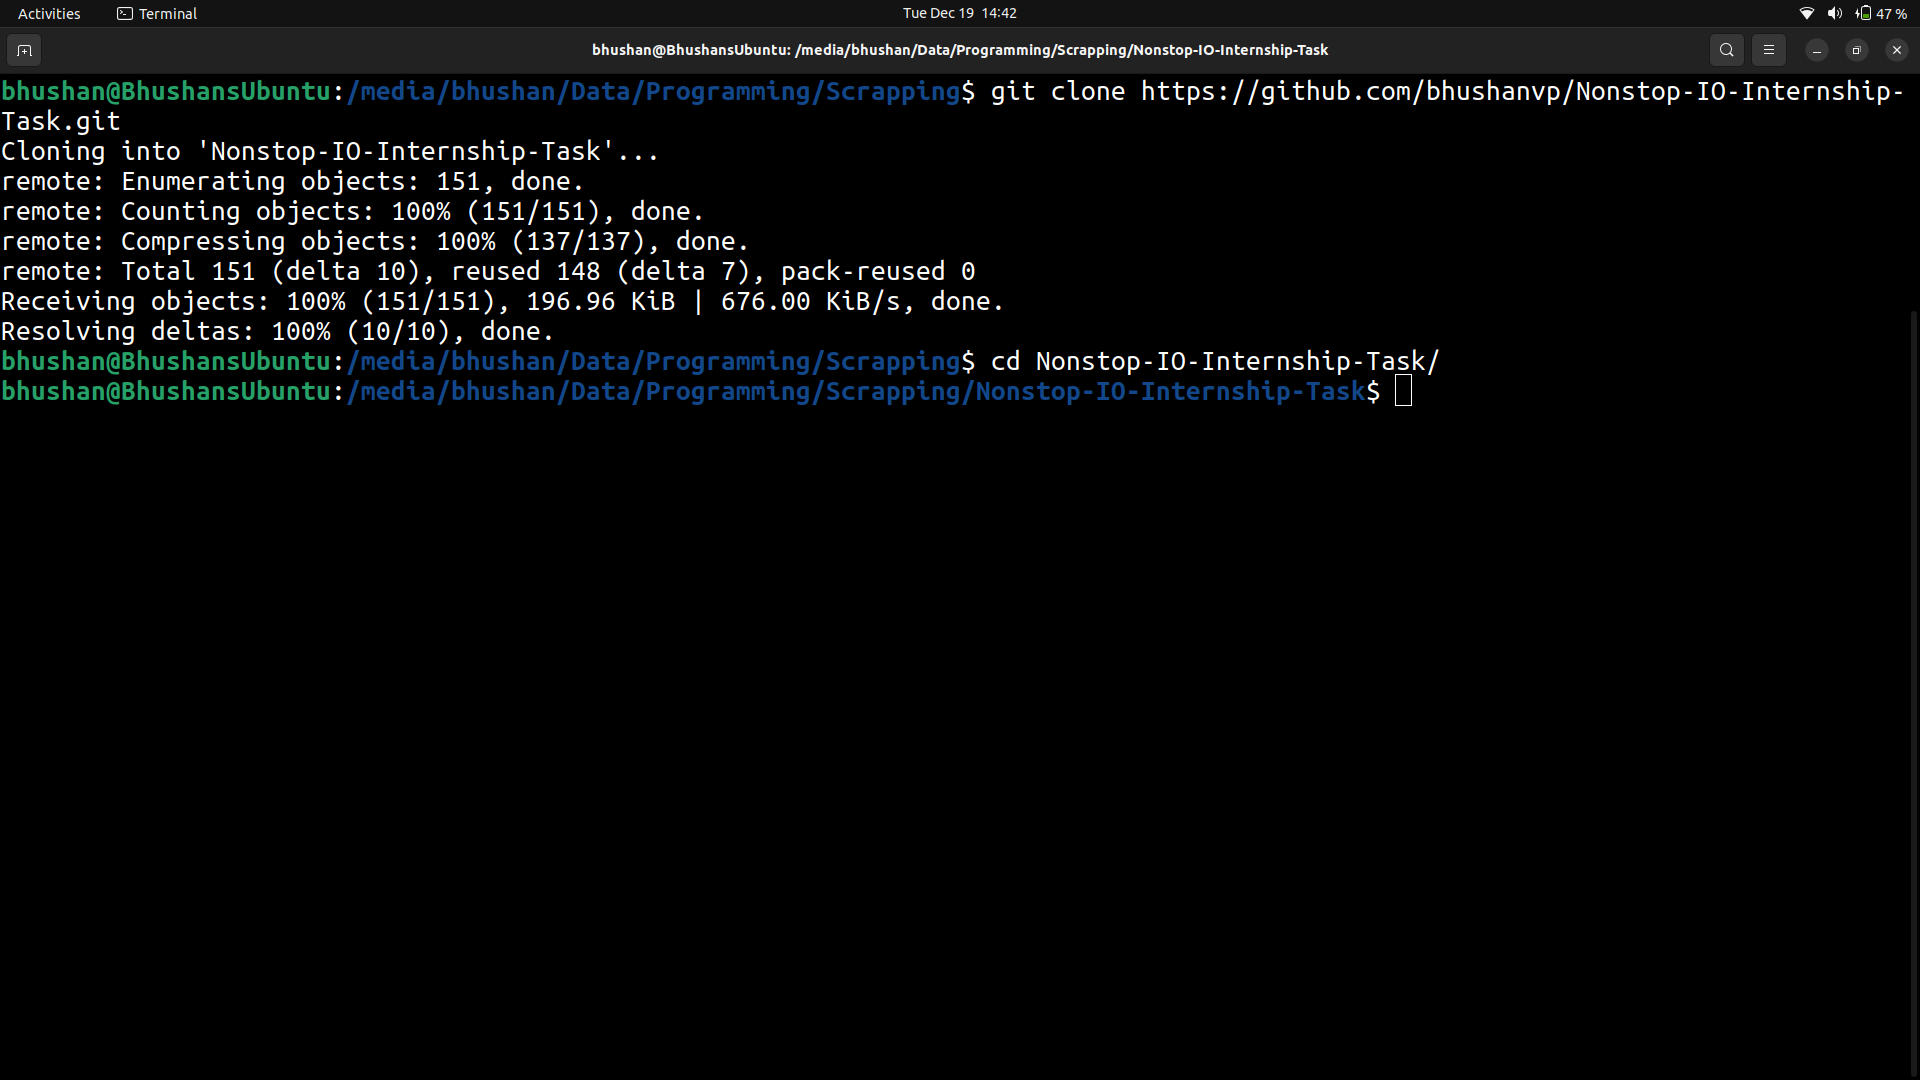 Activities Terminal Tue Dec 19 14:42 47 %
bhushan@BhushansUbuntu: /media/bhushan/Data/Programming/Scrapping/Nonstop-IO-Internship-Task
bhushan@BhushansUbuntu:/media/bhushan/Data/Programming/Scrapping$ git clone https://github.com/bhushanvp/Nonstop-IO-Internship-
Task.git
Cloning into 'Nonstop-IO-Internship-Task'...
remote: Enumerating objects: 151, done.
remote: Counting objects: 100% (151/151), done.
remote: Compressing objects: 100% (137/137), done.
remote: Total 151 (delta 10), reused 148 (delta 7), pack-reused 0
Receiving objects: 100% (151/151), 196.96 KiB | 676.00 KiB/s, done.
Resolving deltas: 100% (10/10), done.
bhushan@BhushansUbuntu:/media/bhushan/Data/Programming/Scrapping$ cd Nonstop-IO-Internship-Task/
bhushan@BhushansUbuntu:/media/bhushan/Data/Programming/Scrapping/Nonstop-IO-Internship-Task$